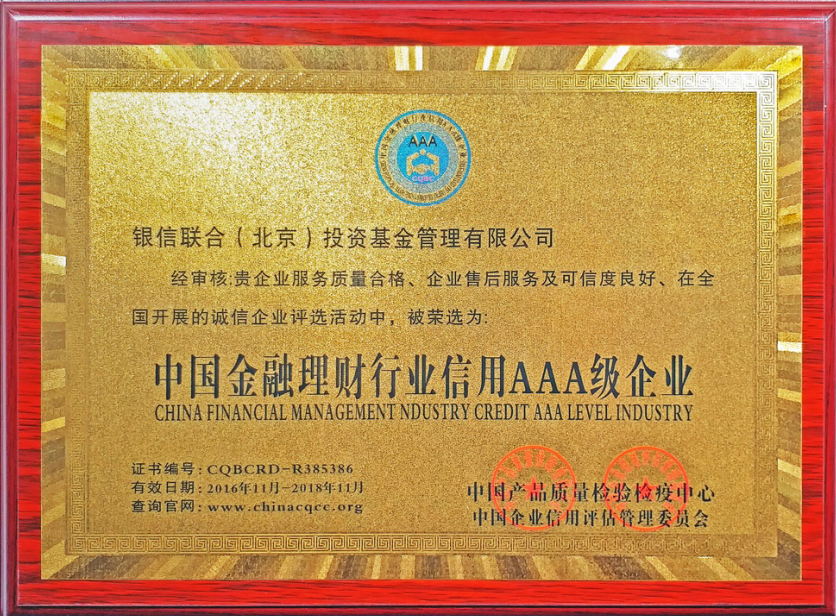 AAA
CQBC
银信联合（北京）投资基金管理有限公司
经审核:贵企业服务质量合格、企业售后服务及可信度良好、在全
国开展的诚信企业评选活动中，被荣选为:
中国金融理财行业信用AAA级企业
CHINA FINANCIAL MANAGEMENT NDUSTRY CREDIT AAA LEVEL INDUSTRY
证书编号：CQBCRD-R385386
有效日期：2016年11月-2018年11月
查询官网：www.chinacqcc.org
中国产品质量检验检疫中心
中国企业信用评估管理委员会